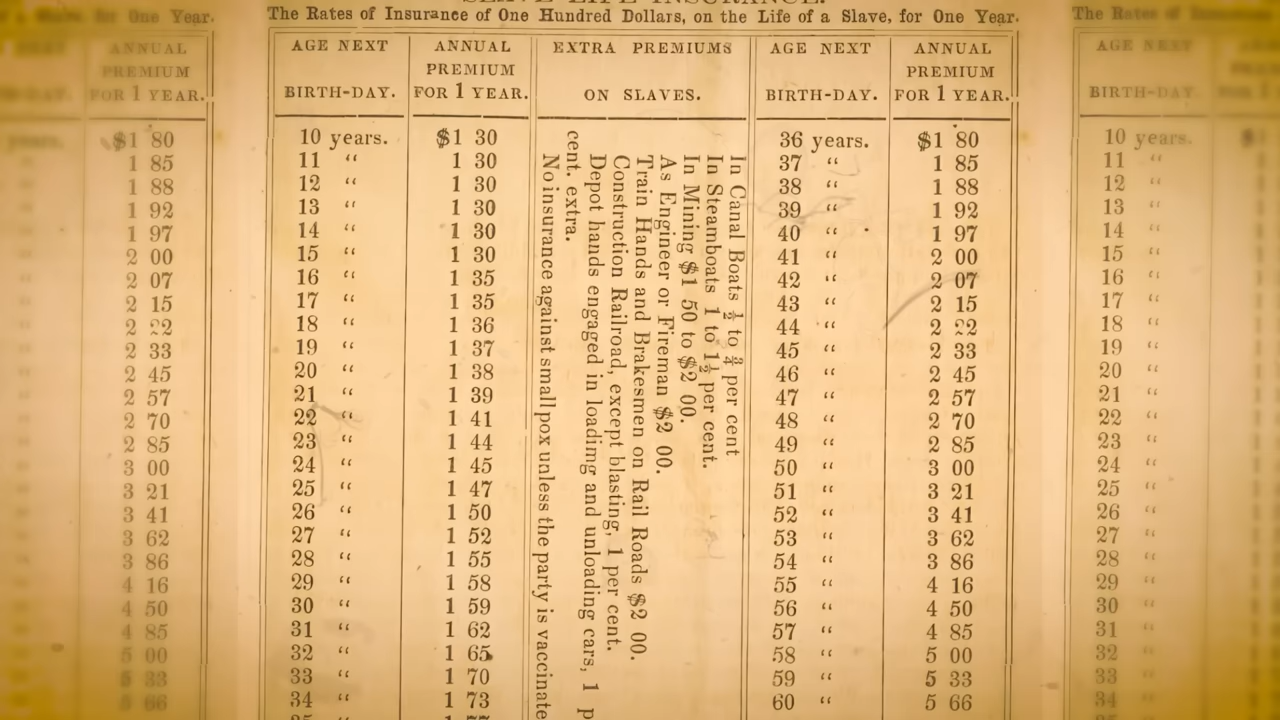 SLAVE LIFE INSURANCE.
The Rates of Insurance of One Hundred Dollars, on the Life of a Slave, for One Year.
AGE NEXT BIRTH-DAY. ANNUAL PREMIUM FOR 1 YEAR. EXTRA PREMIUMS ON SLAVES. AGE NEXT BIRTH-DAY. ANNUAL PREMIUM FOR 1 YEAR.
10 years. $1 30 36 years. $1 80
11 “ 1 30 37 “ 1 85
12 “ 1 30 38 “ 1 88
13 “ 1 30 39 “ 1 92
14 “ 1 30 40 “ 1 97
15 “ 1 30 41 “ 2 00
16 “ 1 35 42 “ 2 07
17 “ 1 35 43 “ 2 15
18 “ 1 36 44 “ 2 22
19 “ 1 37 45 “ 2 33
20 “ 1 38 46 “ 2 45
21 “ 1 39 47 “ 2 57
22 “ 1 41 48 “ 2 70
23 “ 1 44 49 “ 2 85
24 “ 1 45 50 “ 3 00
25 “ 1 47 51 “ 3 21
26 “ 1 50 52 “ 3 41
27 “ 1 52 53 “ 3 62
28 “ 1 55 54 “ 3 86
29 “ 1 58 55 “ 4 16
30 “ 1 59 56 “ 4 50
31 “ 1 62 57 “ 4 85
32 “ 1 65 58 “ 5 00
33 “ 1 70 59 “ 5 33
34 “ 1 73 60 “ 5 66
In Canal Boats ½ to ¾ per cent
In Steamboats 1 to 1½ per cent.
In Mining $1 50 to $2 00.
As Engineer or Fireman $2 00.
Train Hands and Brakesmen on Rail Roads $2 00.
Construction Railroad, except blasting, 1 per cent.
Depot hands engaged in loading and unloading cars, 1 p
cent. extra.
No insurance against small pox unless the party is vaccinate